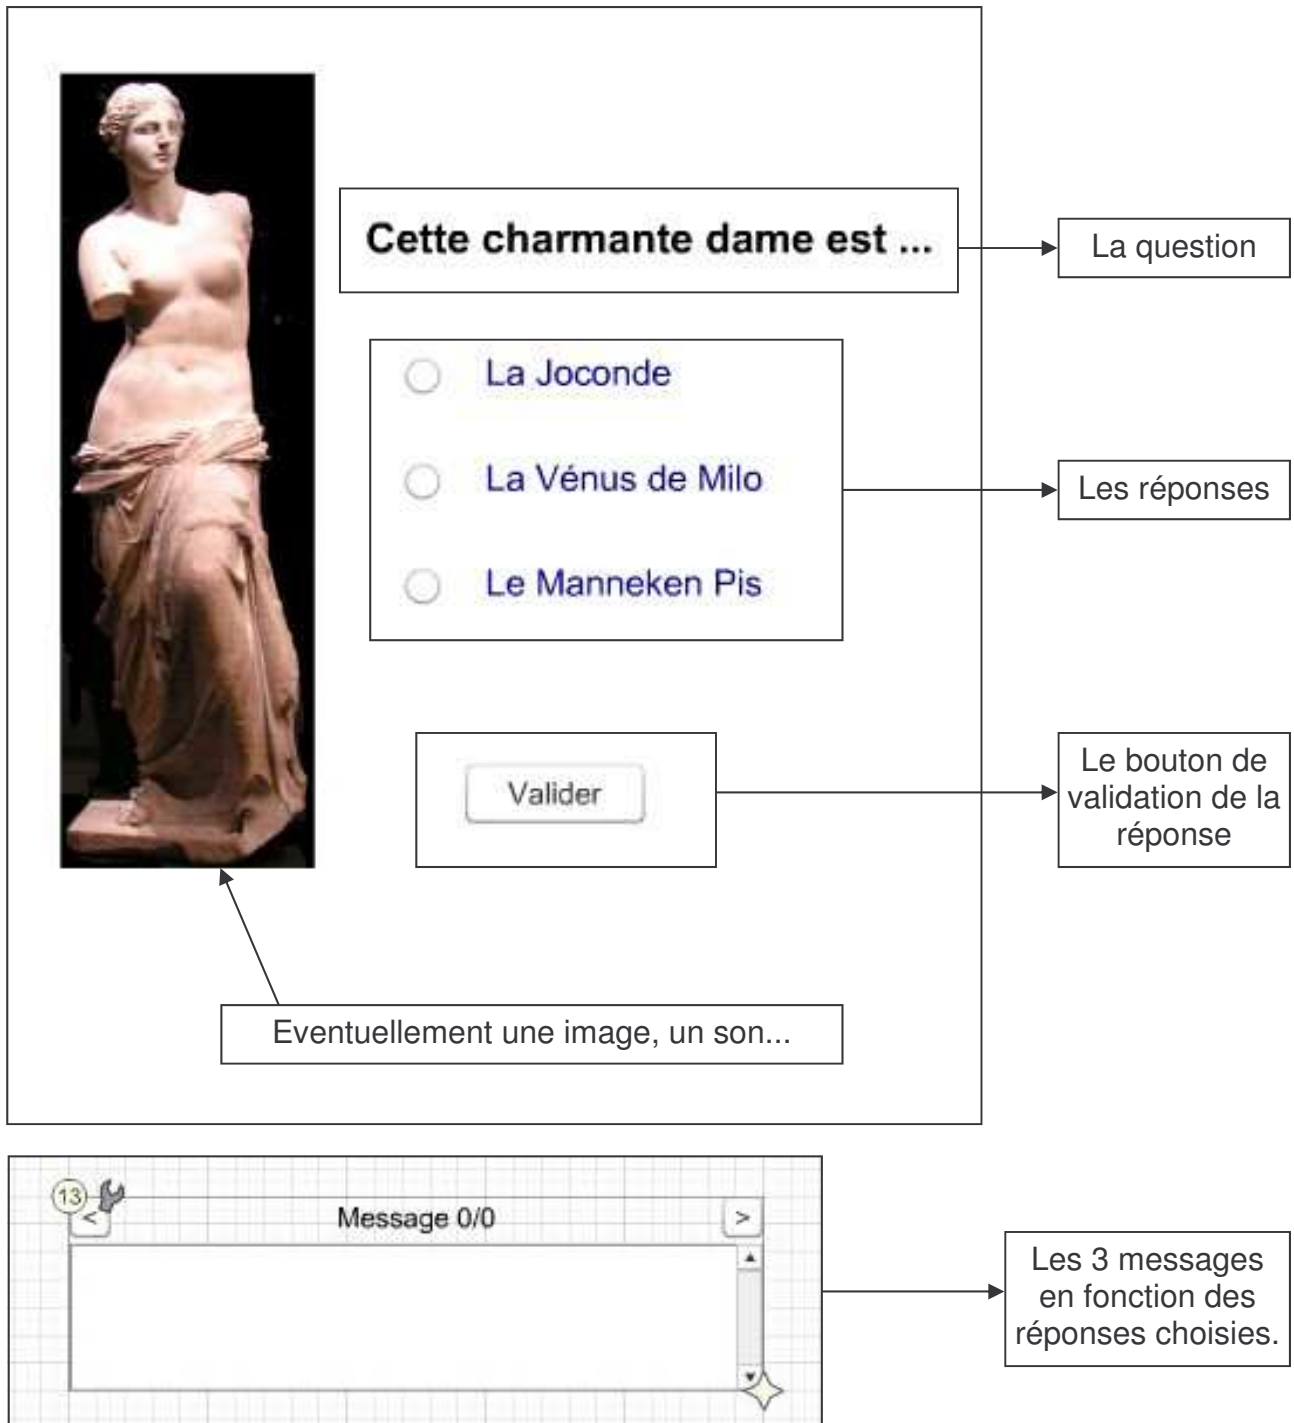 Cette charmante dame est ...
La question
La Joconde
La Vénus de Milo
Les réponses
Le Manneken Pis
Valider
Le bouton de
validation de la
réponse
Eventuellement une image, un son...
13
<
Message 0/0
>
Les 3 messages
en fonction des
réponses choisies.